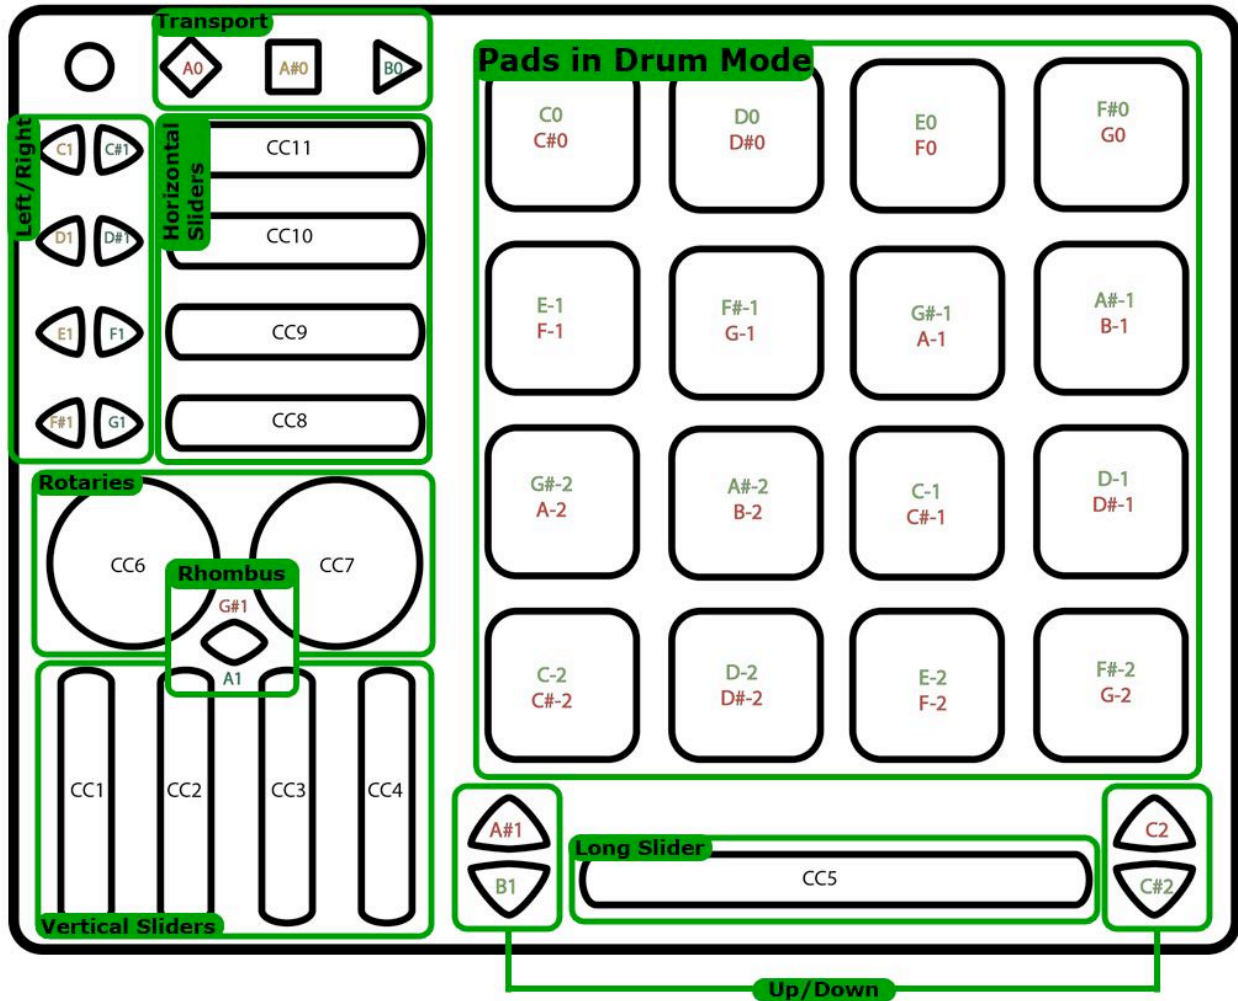 Transport
A0
A#0
B0
Left/Right
C1
C#1
D1
D#1
E1
F1
F#1
G1
Horizontal
Sliders
CC11
CC10
CC9
CC8
Rotaries
CC6
CC7
Rhombus
G#1
A1
CC1
CC2
CC3
CC4
Vertical Sliders
Pads in Drum Mode
C0
C#0
D0
D#0
E0
F0
F#0
G0
E-1
F-1
F#-1
G-1
G#-1
A-1
A#-1
B-1
G#-2
A-2
A#-2
B-2
C-1
C#-1
D-1
D#-1
C-2
C#-2
D-2
D#-2
E-2
F-2
F#-2
G-2
A#1
B1
Long Slider
CC5
C2
C#2
Up/Down